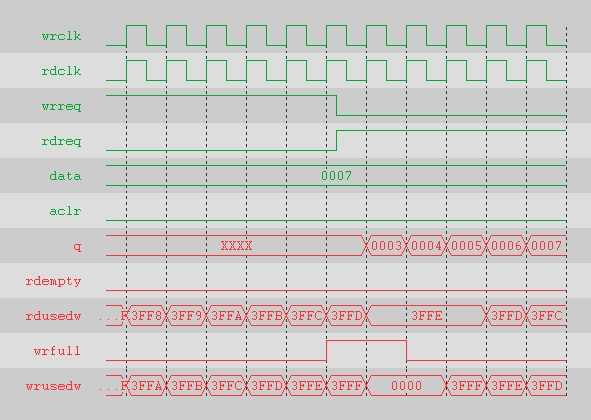 wrclk
rdclk
wrreq
rdreq
data 0007
aclr
q XXXX 0003 0004 0005 0006 0007
rdempty
rdusedw ...F 3FF8 3FF9 3FFA 3FFB 3FFC 3FFD 3FFE 3FFD 3FFC
wrfull
wrusedw ...F 3FFA 3FFB 3FFC 3FFD 3FFE 3FFF 0000 3FFF 3FFE 3FFD